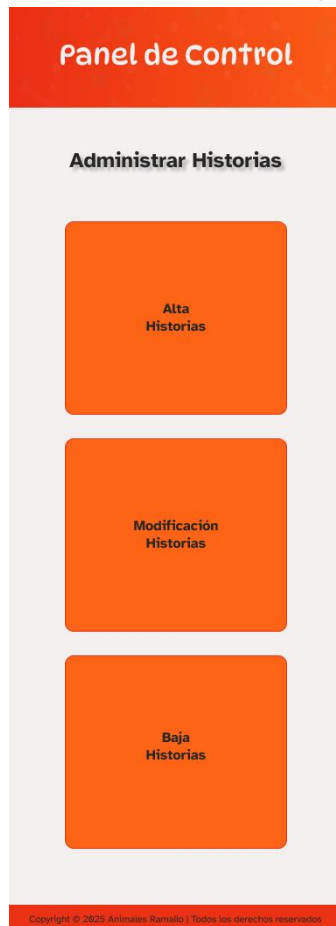 Panel de Control
Administrar Historias
Alta
Historias
Modificación
Historias
Baja
Historias
Copyright © 2025 Animales Ramallo | Todos los derechos reservados